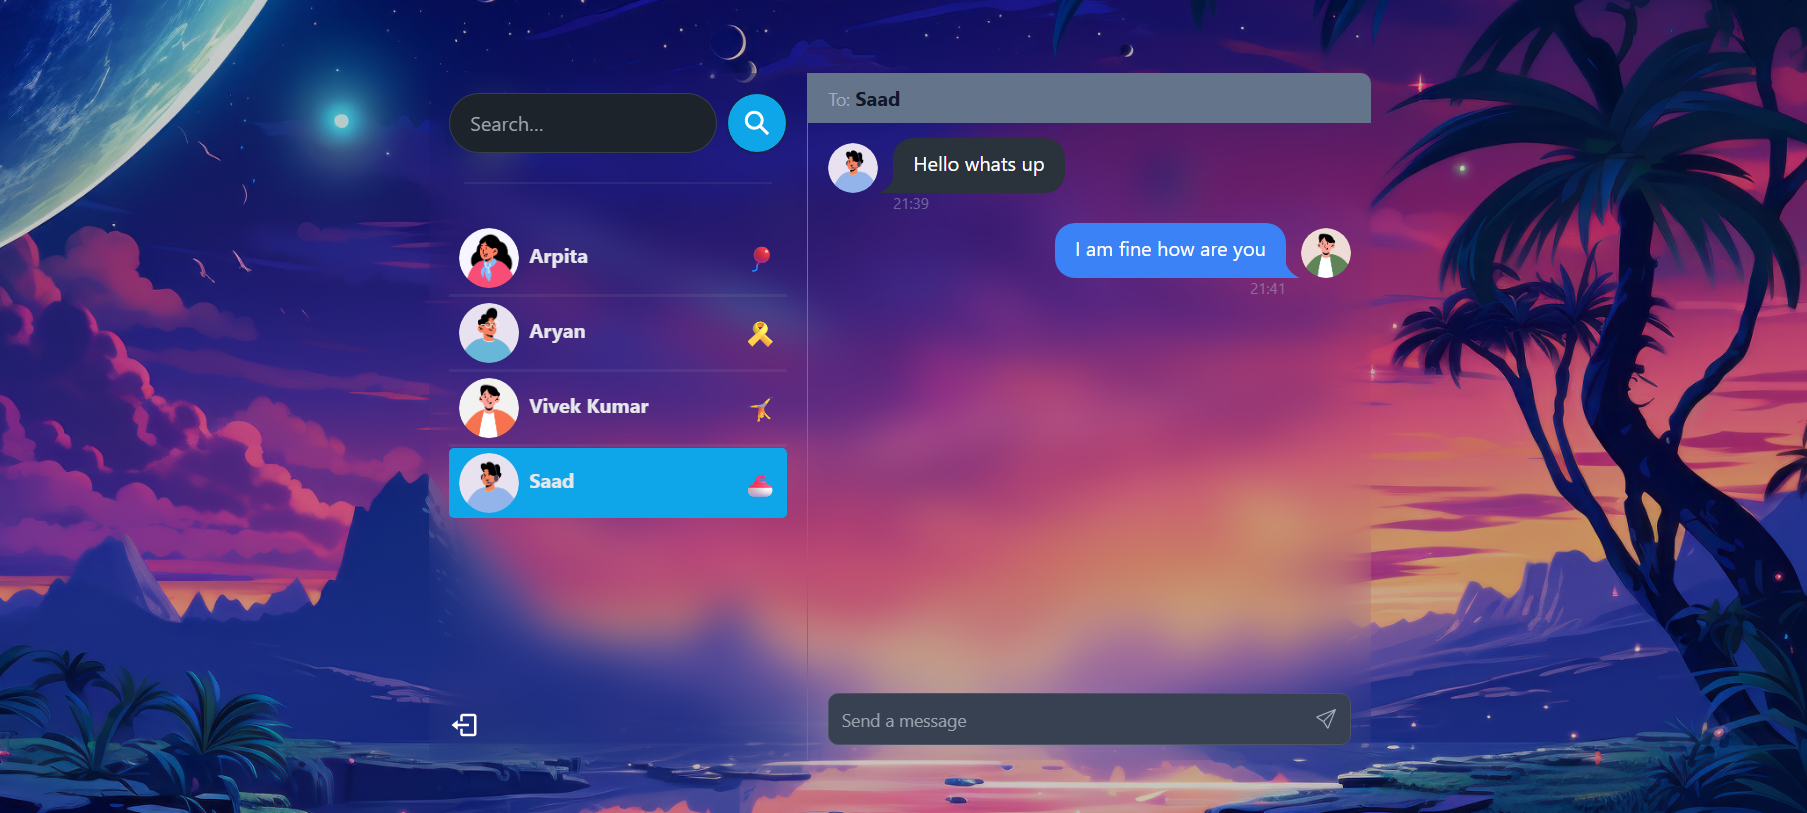 Search...
Arpita
Aryan
Vivek Kumar
Saad
To: Saad
Hello whats up
21:39
I am fine how are you
21:41
Send a message